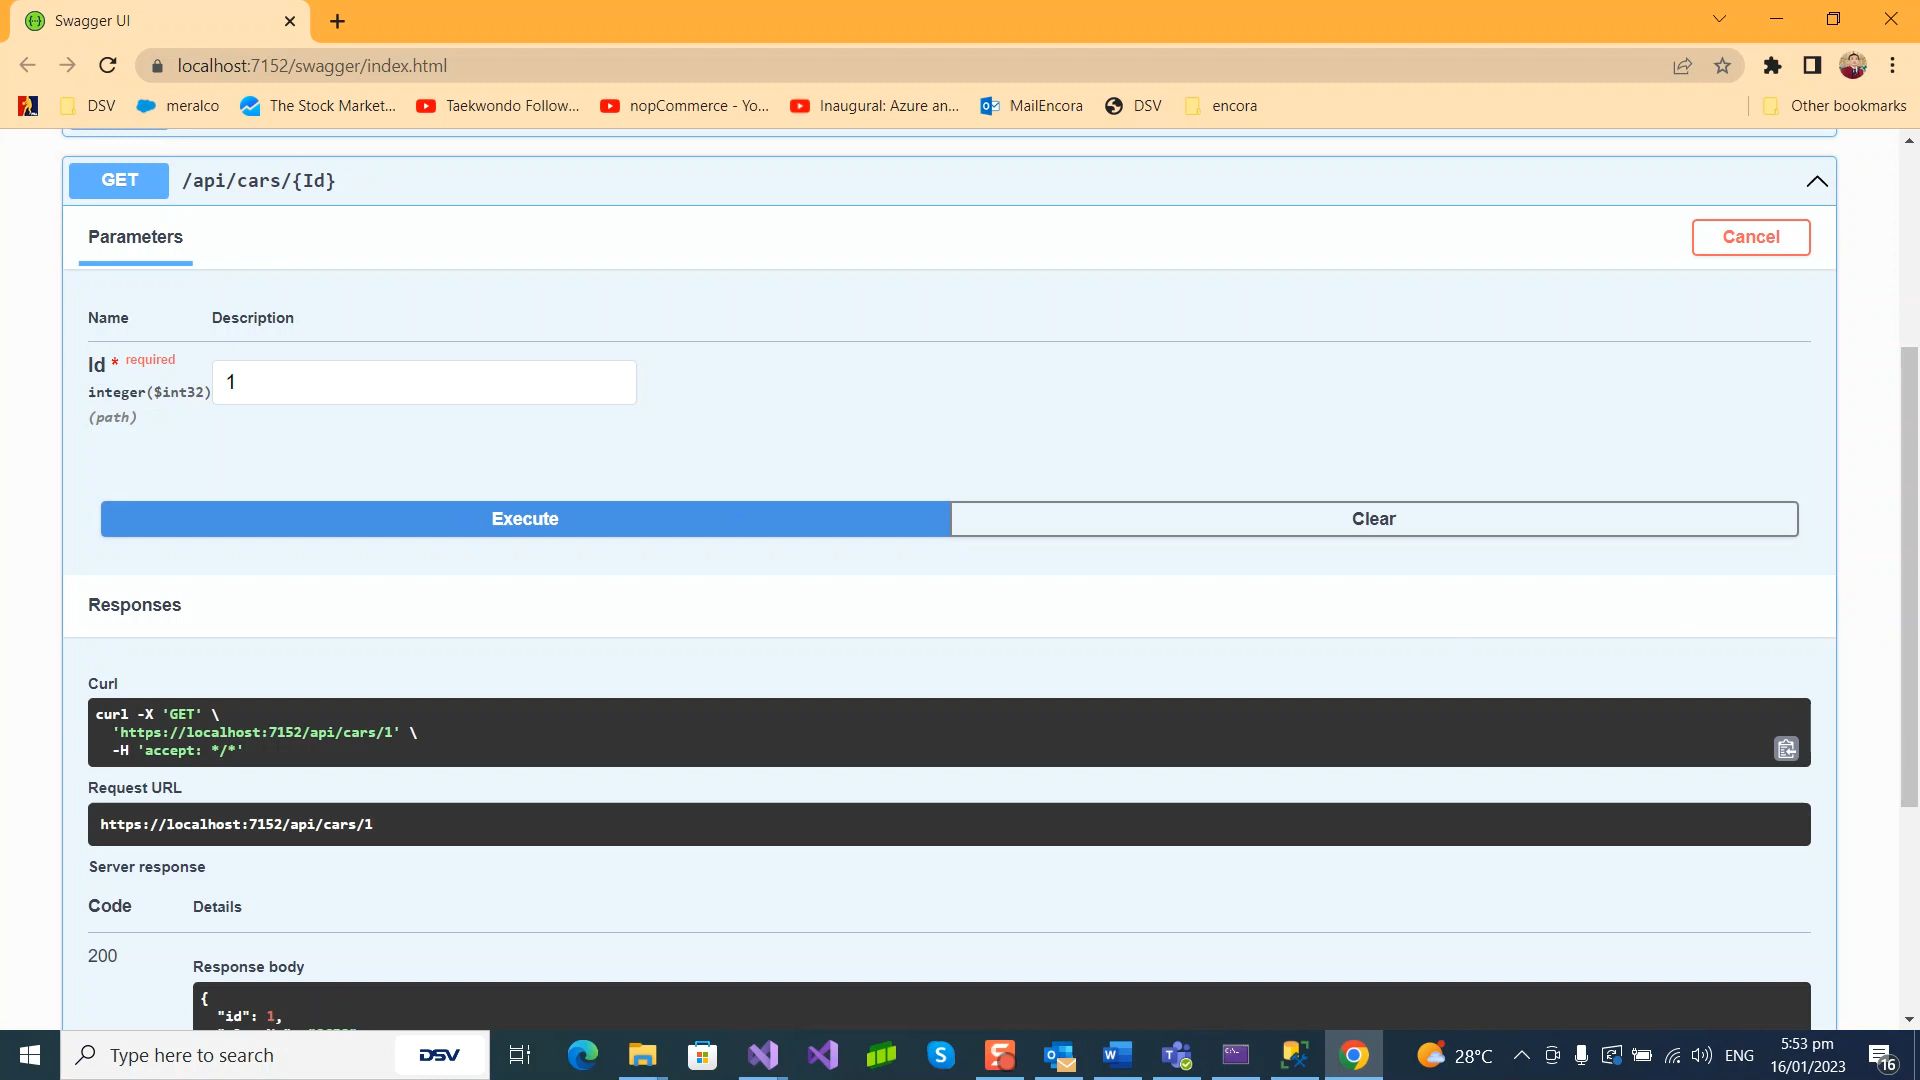 Swagger UI
localhost:7152/swagger/index.html
DSV
meralco
The Stock Market...
Taekwondo Follow...
nopCommerce - Yo...
Inaugural: Azure an...
MailEncora
DSV
encora
Other bookmarks
GET /api/cars/{Id}
Parameters
Cancel
Name Description
Id * required
integer($int32)
(path)
1
Execute
Clear
Responses
Curl
curl -X 'GET' \
'https://localhost:7152/api/cars/1' \
-H 'accept: */*'
Request URL
https://localhost:7152/api/cars/1
Server response
Code Details
200
Response body
{
"id": 1,
Type here to search
DSV
28°C
ENG
5:53 pm
16/01/2023
16